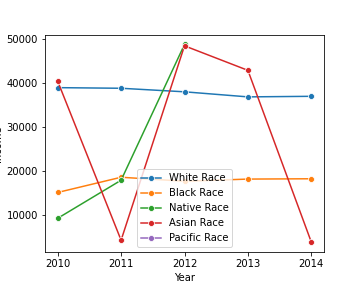 50000
40000
30000
20000
10000
White Race
Black Race
Native Race
Asian Race
Pacific Race
2010 2011 2012 2013 2014
Year